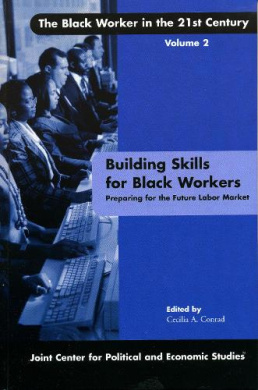 The Black Worker in the 21st Century
Volume 2
Building Skills
for Black Workers
Preparing for the Future Labor Market
Edited by
Cecilia A. Conrad
Joint Center for Political and Economic Studies